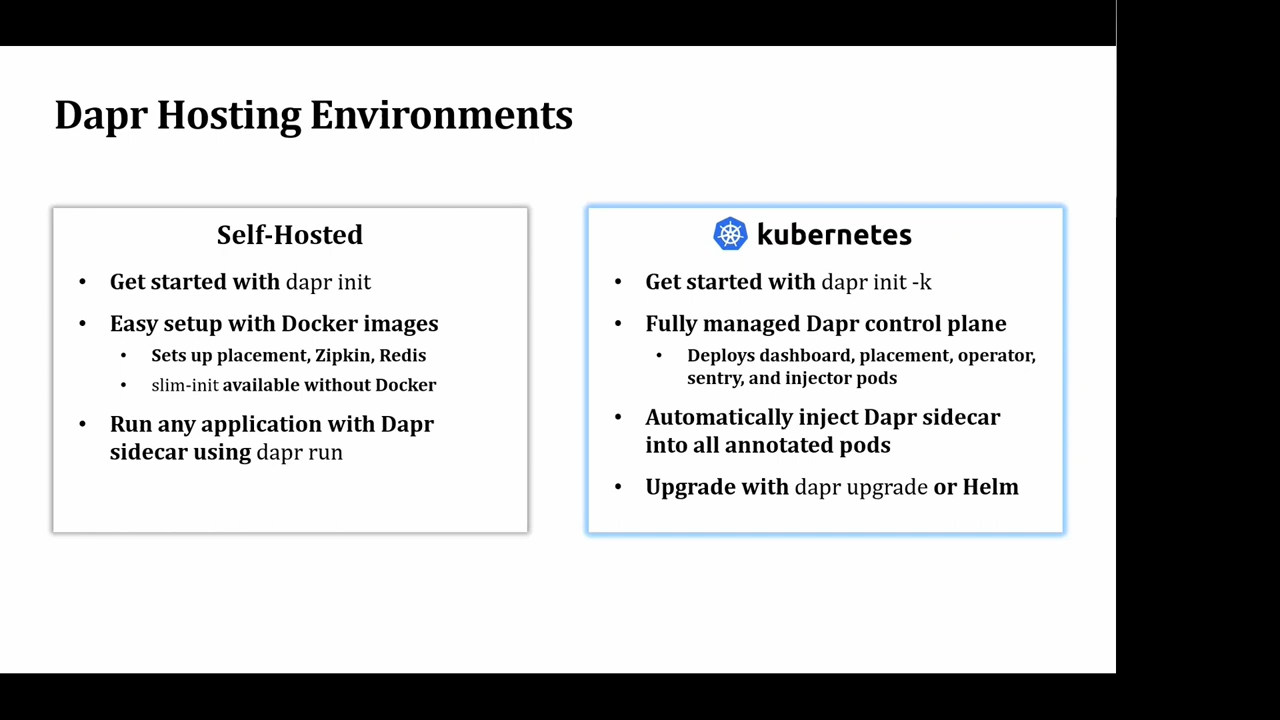 Dapr Hosting Environments
Self-Hosted
• Get started with dapr init
• Easy setup with Docker images
• Sets up placement, Zipkin, Redis
• slim-init available without Docker
• Run any application with Dapr
sidecar using dapr run
kubernetes
• Get started with dapr init -k
• Fully managed Dapr control plane
• Deploys dashboard, placement, operator,
sentry, and injector pods
• Automatically inject Dapr sidecar
into all annotated pods
• Upgrade with dapr upgrade or Helm